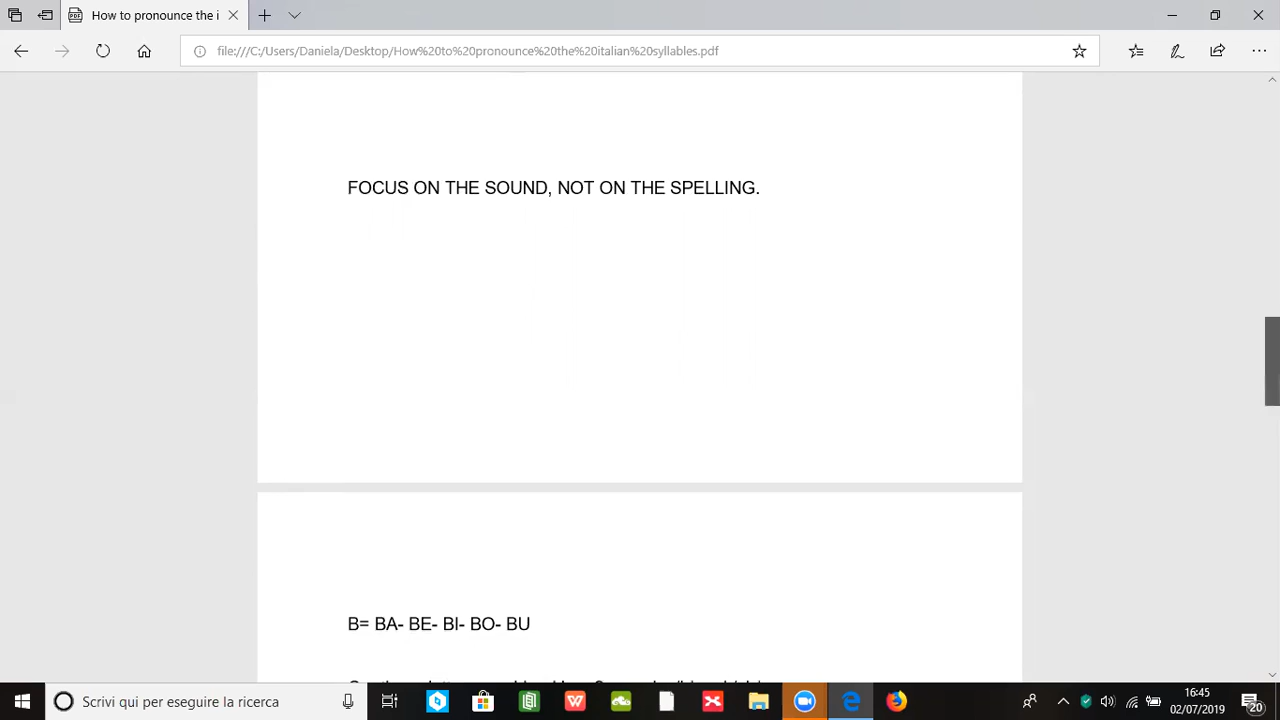 How to pronounce the i
file:///C:/Users/Daniela/Desktop/How%20to%20pronounce%20the%20italian%20syllables.pdf
FOCUS ON THE SOUND, NOT ON THE SPELLING.
B= BA- BE- BI- BO- BU
Scrivi qui per eseguire la ricerca
16:45
02/07/2019
20